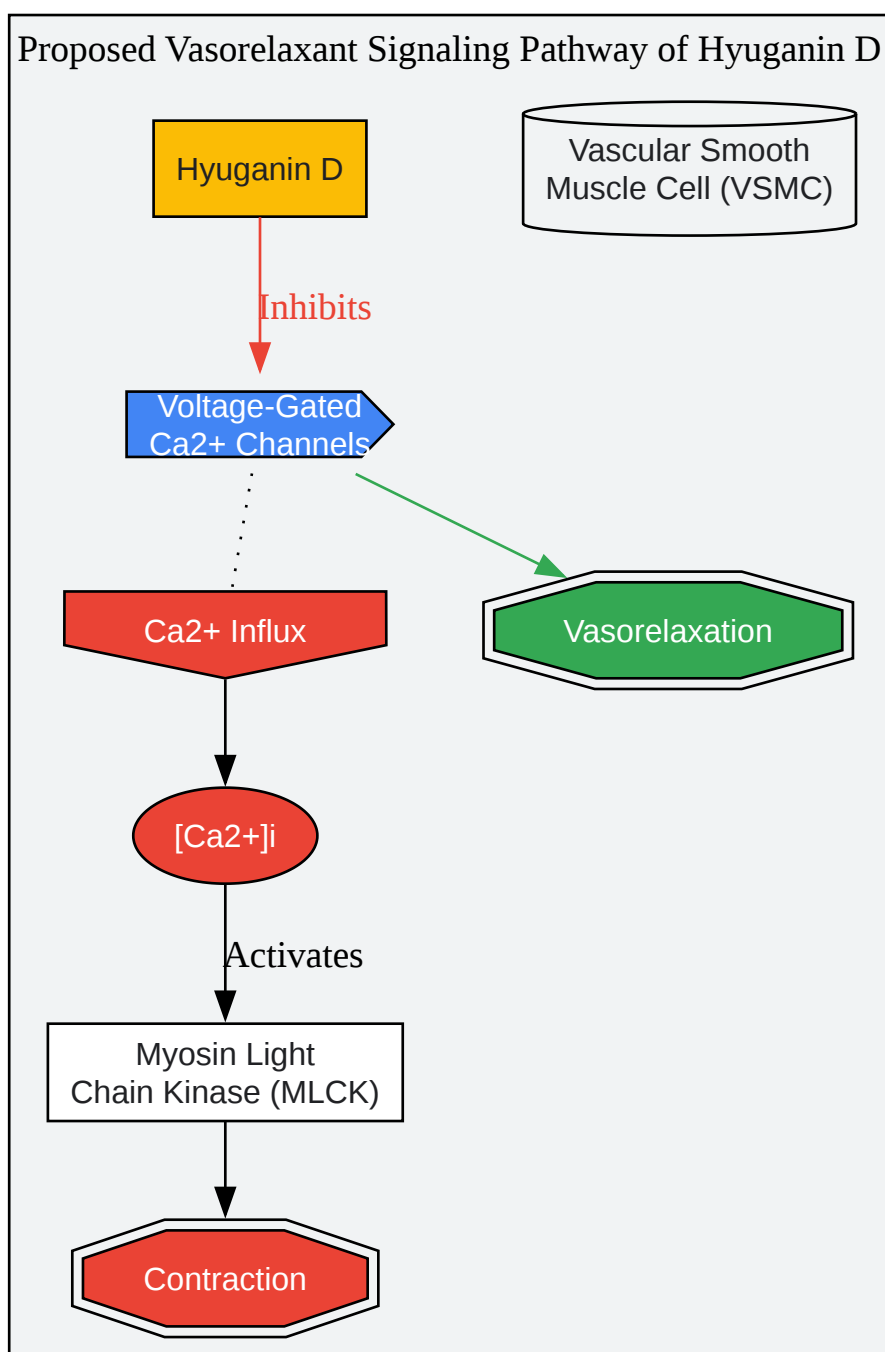 Proposed Vasorelaxant Signaling Pathway of Hyuganin D
Hyuganin D
Vascular Smooth
Muscle Cell (VSMC)
Inhibits
Voltage-Gated
Ca2+ Channels
Ca2+ Influx
Vasorelaxation
[Ca2+]i
Activates
Myosin Light
Chain Kinase (MLCK)
Contraction